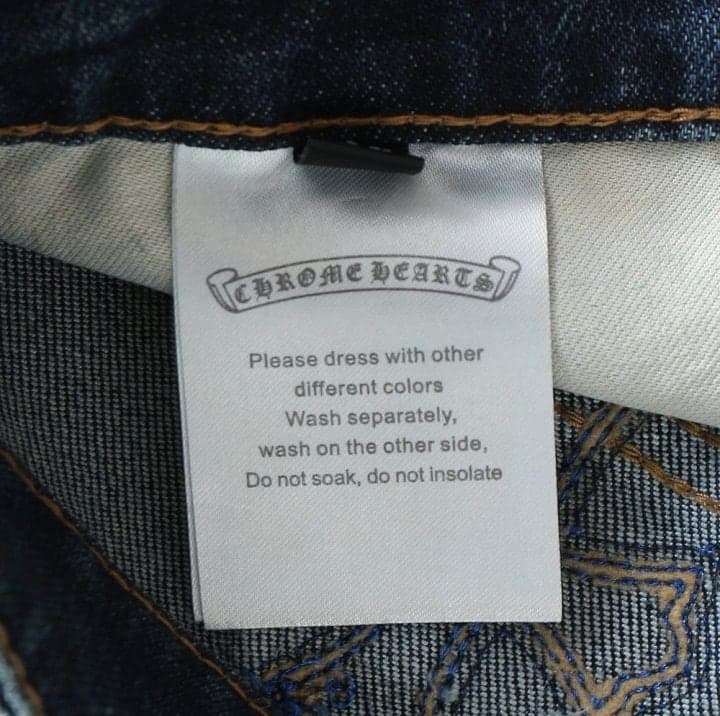 CHROME HEARTS
Please dress with other
different colors
Wash separately,
wash on the other side,
Do not soak, do not insolate